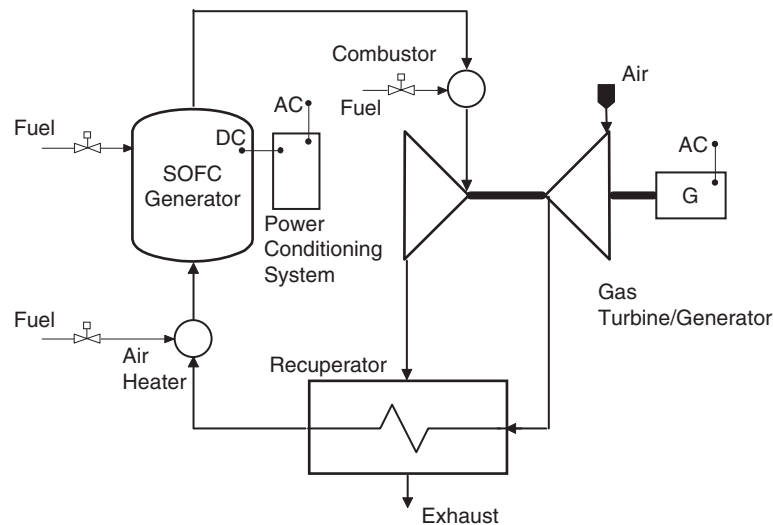 Combustor
Fuel
Air
AC
Fuel
DC
AC
SOFC
Generator
G
Power
Conditioning
System
Gas
Turbine/Generator
Fuel
Air
Heater
Recuperator
Exhaust